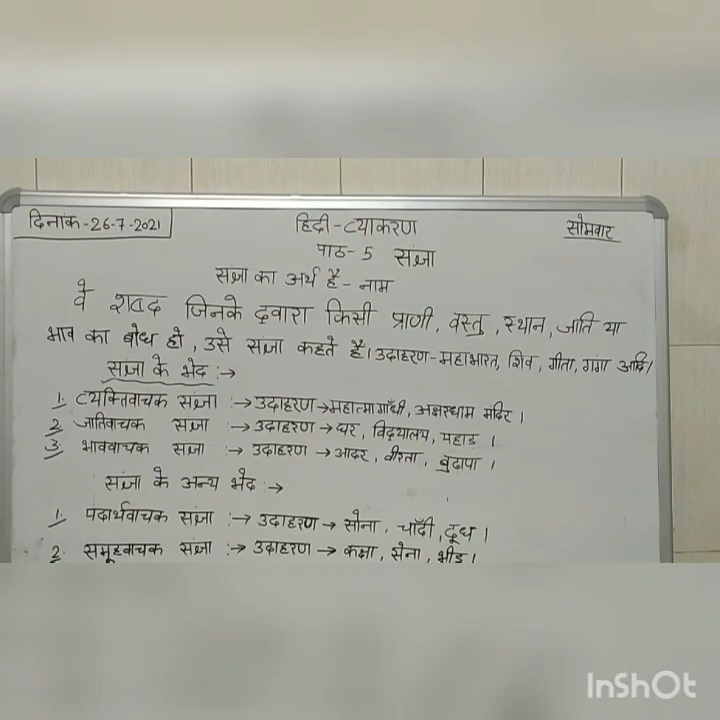 दिनांक-26-7-2021
हिंदी-व्याकरण
सोमवार
पाठ-5 संज्ञा
संज्ञा का अर्थ है - नाम
वे शब्द जिनके द्वारा किसी प्राणी, वस्तु, स्थान, जाति या
भाव का बोध हो, उसे संज्ञा कहते है। उदाहरण-महाभारत, शिव, गीता, गंगा आदि।
संज्ञा के भेद :→
1. व्यक्तिवाचक संज्ञा :→ उदाहरण → महात्मा गाँधी, अक्षरधाम मंदिर।
2. जातिवाचक संज्ञा :→ उदाहरण → घर, विद्यालय, पहाड़।
3. भाववाचक संज्ञा :→ उदाहरण → आदर, वीरता, बुढ़ापा।
संज्ञा के अन्य भेद :→
1. पदार्थवाचक संज्ञा :→ उदाहरण → सोना, चाँदी, दूध।
2. समूहवाचक संज्ञा :→ उदाहरण → कक्षा, सेना, भीड़।
InShOt